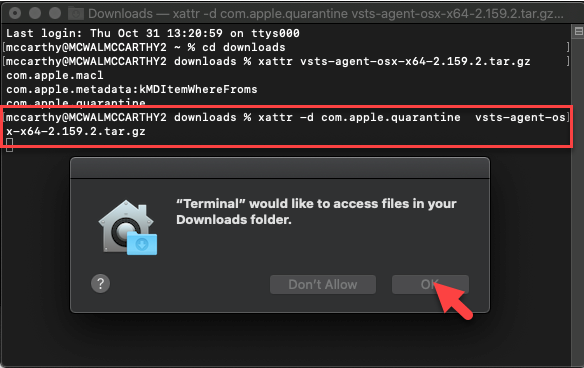 Downloads — xattr -d com.apple.quarantine vsts-agent-osx-x64-2.159.2.tar.gz...
Last login: Thu Oct 31 13:20:59 on ttys000
[mccarthy@MCWALMCCARTHY2 ~ % cd downloads ]
[mccarthy@MCWALMCCARTHY2 downloads % xattr vsts-agent-osx-x64-2.159.2.tar.gz ]
com.apple.macl
com.apple.metadata:kMDItemWhereFroms
com.apple.quarantine
[mccarthy@MCWALMCCARTHY2 downloads % xattr -d com.apple.quarantine  vsts-agent-os]
x-x64-2.159.2.tar.gz
“Terminal” would like to access files in your
Downloads folder.
?
Don't Allow
OK